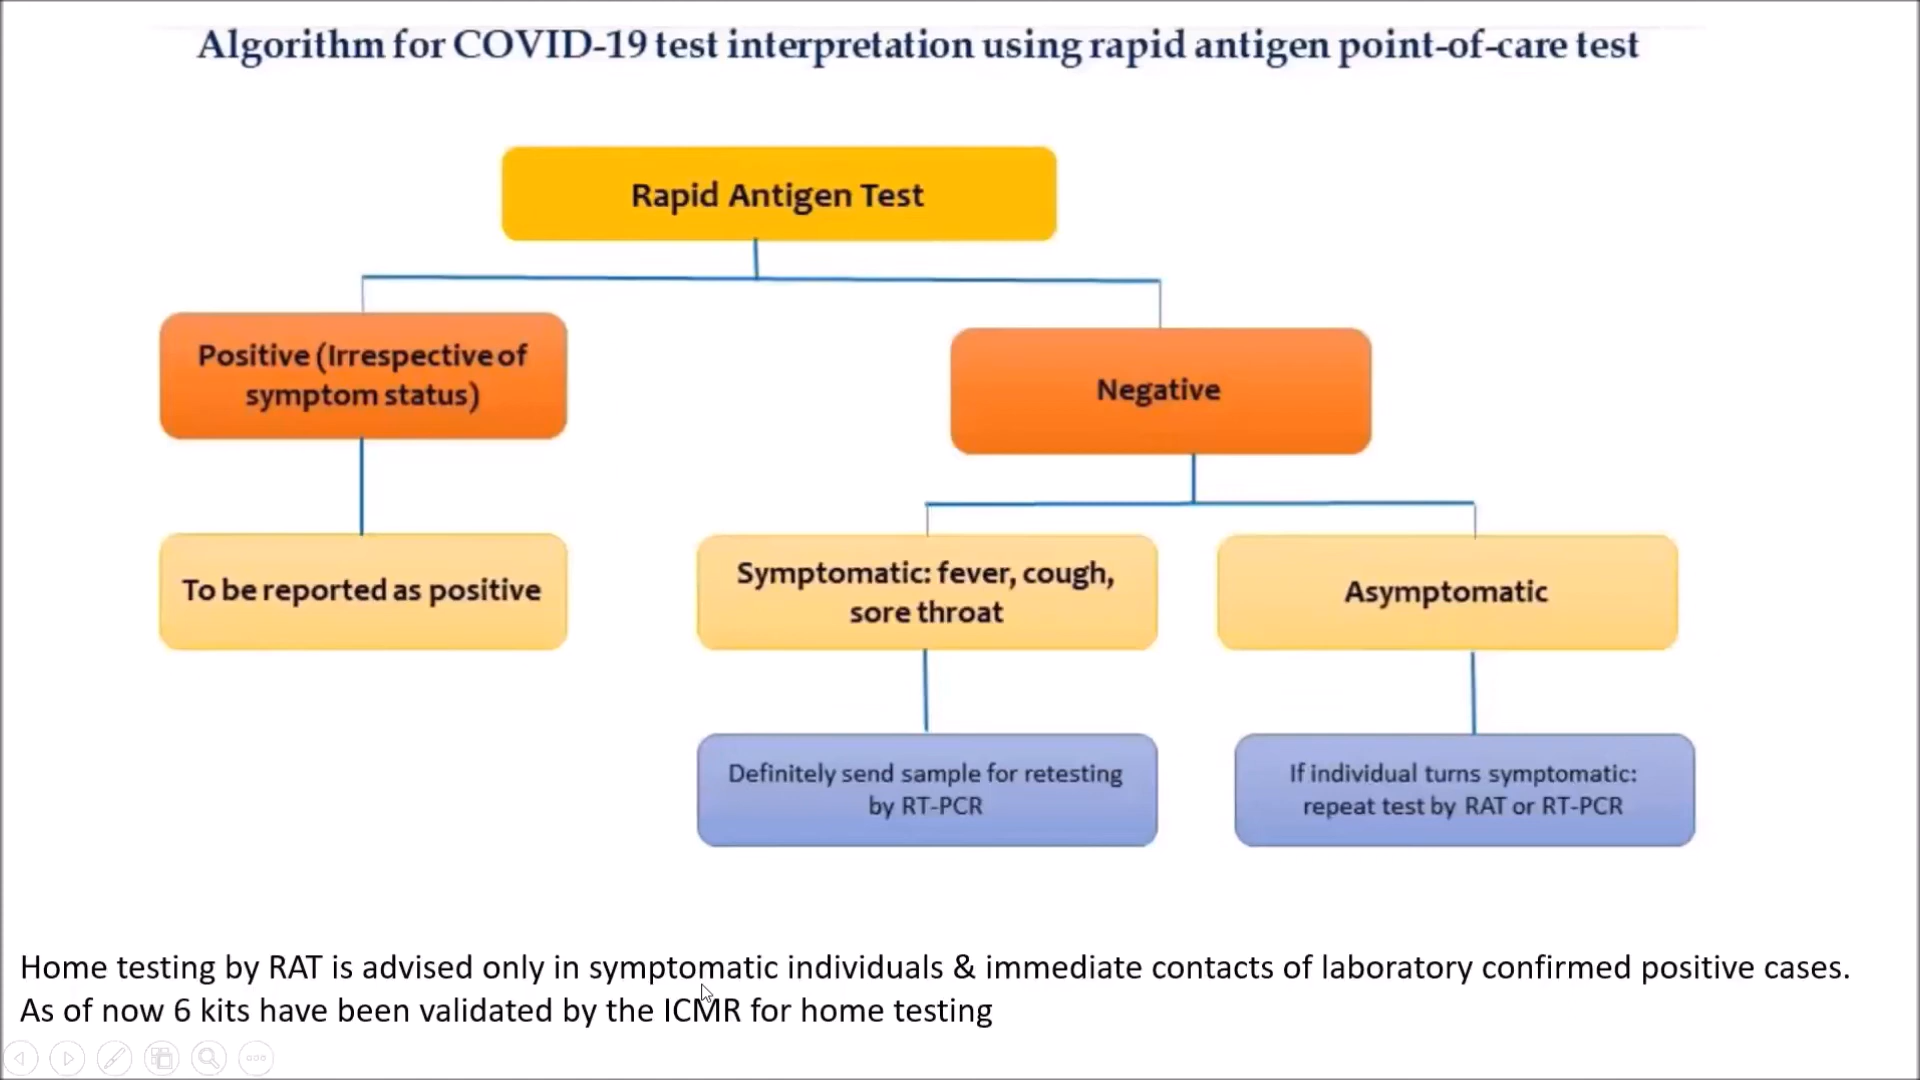 Algorithm for COVID-19 test interpretation using rapid antigen point-of-care test
Rapid Antigen Test
Positive (Irrespective of
symptom status)
Negative
To be reported as positive
Symptomatic: fever, cough,
sore throat
Asymptomatic
Definitely send sample for retesting
by RT-PCR
If individual turns symptomatic:
repeat test by RAT or RT-PCR
Home testing by RAT is advised only in symptomatic individuals & immediate contacts of laboratory confirmed positive cases.
As of now 6 kits have been validated by the ICMR for home testing